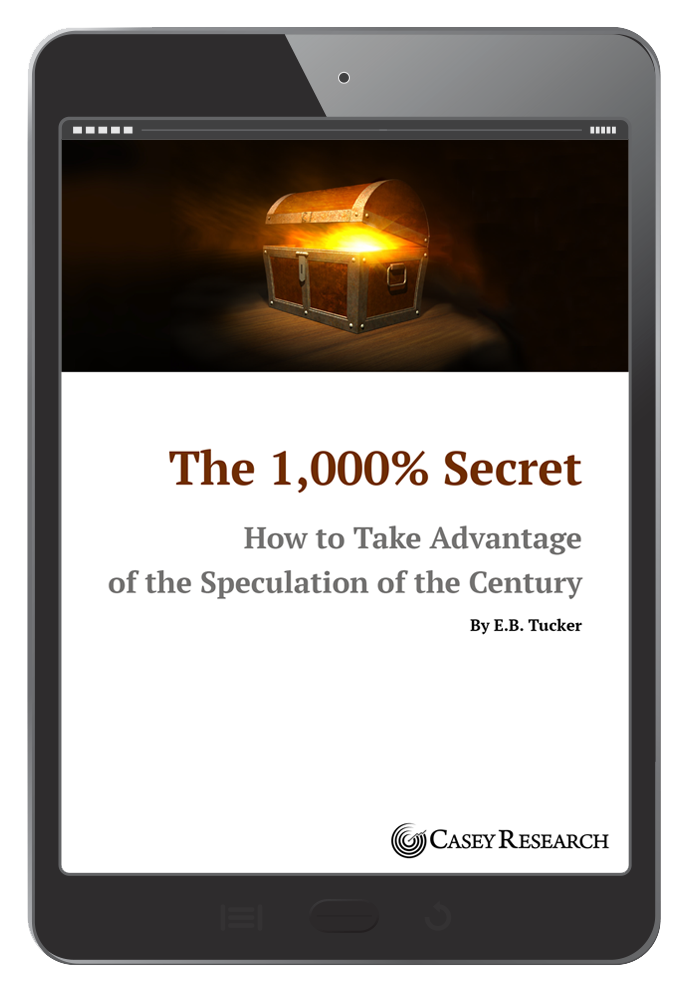 The 1,000% Secret
How to Take Advantage
of the Speculation of the Century
By E.B. Tucker
CASEY RESEARCH